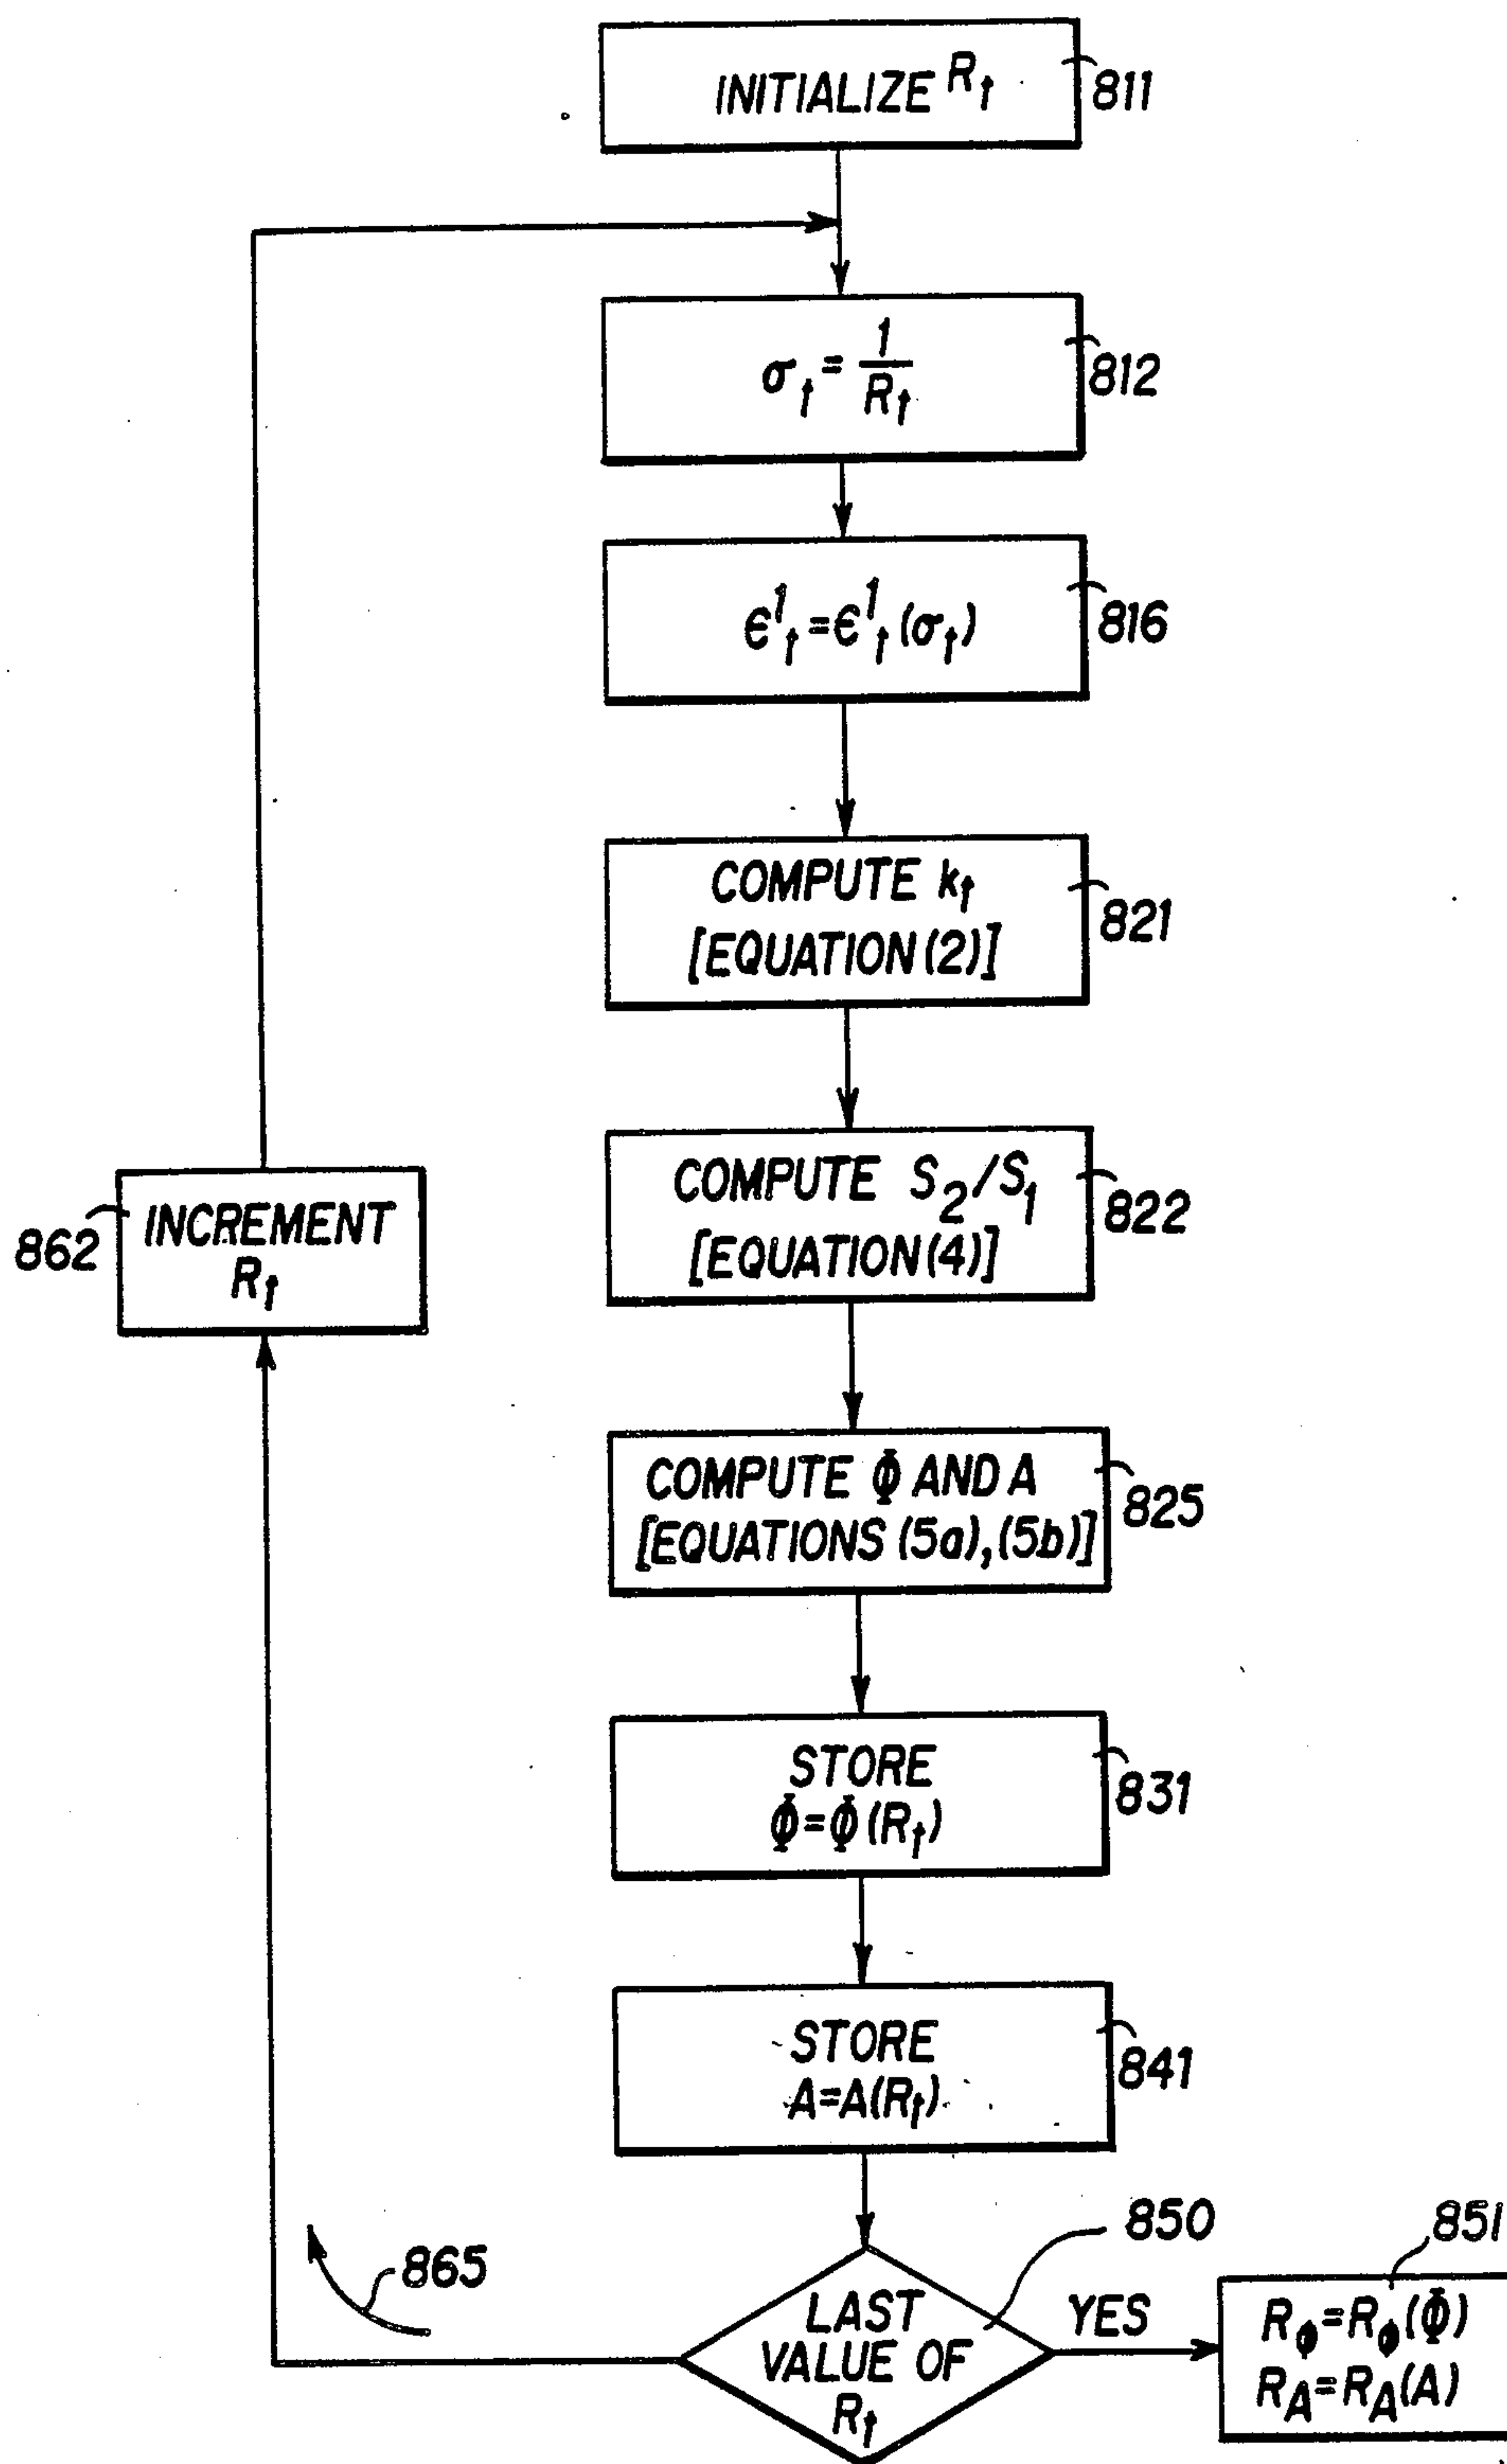 INITIALIZE Rt
811
σt = 1/Rt
812
ϵ¹t=ϵ¹t(σt)
816
COMPUTE kt
[EQUATION(2)]
821
COMPUTE S2/S1
[EQUATION(4)]
822
862
INCREMENT
Rt
COMPUTE Φ AND A
[EQUATIONS (5a),(5b)]
825
STORE
Φ=Φ(Rt)
831
STORE
A=A(Rt)
841
850
865
LAST
VALUE OF
Rt
YES
851
Rϕ=Rϕ(Φ)
RA=RA(A)